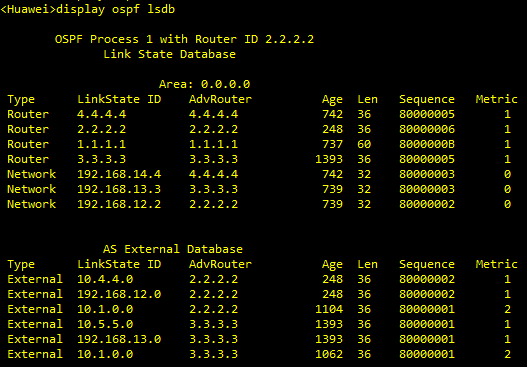 <Huawei>display ospf lsdb
OSPF Process 1 with Router ID 2.2.2.2
Link State Database
Area: 0.0.0.0
Type LinkState ID AdvRouter Age Len Sequence Metric
Router 4.4.4.4 4.4.4.4 742 36 80000005 1
Router 2.2.2.2 2.2.2.2 248 36 80000006 1
Router 1.1.1.1 1.1.1.1 737 60 8000000B 1
Router 3.3.3.3 3.3.3.3 1393 36 80000005 1
Network 192.168.14.4 4.4.4.4 742 32 80000003 0
Network 192.168.13.3 3.3.3.3 739 32 80000003 0
Network 192.168.12.2 2.2.2.2 739 32 80000002 0
AS External Database
Type LinkState ID AdvRouter Age Len Sequence Metric
External 10.4.4.0 2.2.2.2 248 36 80000002 1
External 192.168.12.0 2.2.2.2 248 36 80000002 1
External 10.1.0.0 2.2.2.2 1104 36 80000001 2
External 10.5.5.0 3.3.3.3 1393 36 80000001 1
External 192.168.13.0 3.3.3.3 1393 36 80000001 1
External 10.1.0.0 3.3.3.3 1062 36 80000001 2